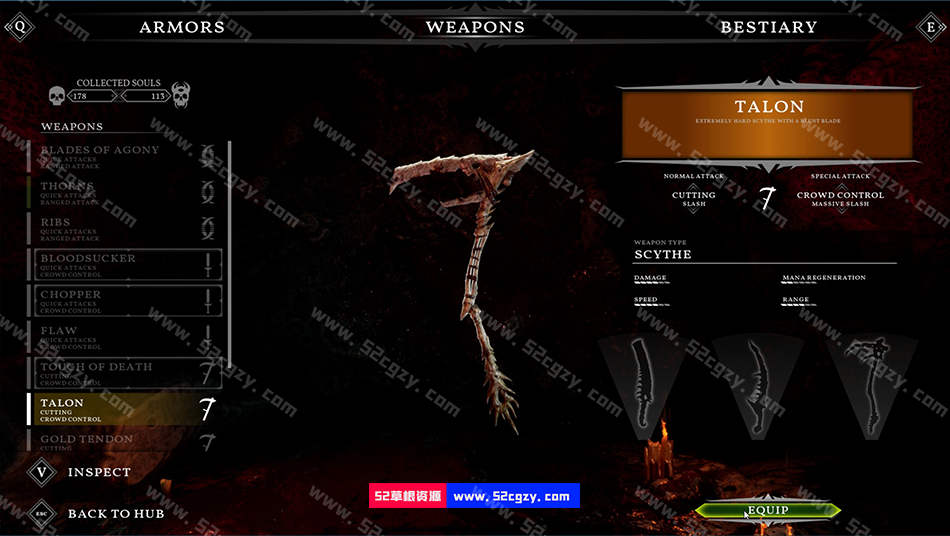 Q
ARMORS
WEAPONS
BESTIARY
E
COLLECTED SOULS
178
113
WEAPONS
BLADES OF AGONY
QUICK ATTACKS
RANGED ATTACK
THORNS
QUICK ATTACKS
RANGED ATTACK
RIBS
QUICK ATTACKS
RANGED ATTACK
BLOODSUCKER
QUICK ATTACKS
CROWD CONTROL
CHOPPER
QUICK ATTACKS
CROWD CONTROL
FLAW
QUICK ATTACKS
CROWD CONTROL
TOUCH OF DEATH
CUTTING
CROWD CONTROL
TALON
CUTTING
CROWD CONTROL
GOLD TENDON
CUTTING
V
INSPECT
ESC
BACK TO HUB
TALON
EXTREMELY HARD SCYTHE WITH A BLUNT BLADE
NORMAL ATTACK
CUTTING
SLASH
SPECIAL ATTACK
CROWD CONTROL
MASSIVE SLASH
WEAPON TYPE
SCYTHE
DAMAGE
MANA REGENERATION
SPEED
RANGE
EQUIP
52草根资源 www.52cgzy.com
www.52cgzy.com